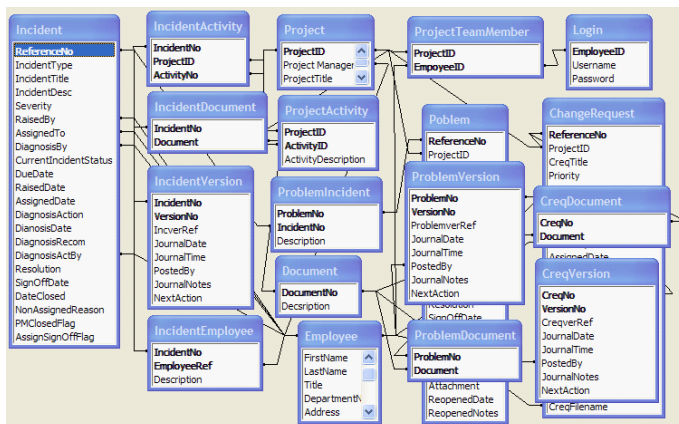 Incident
ReferenceNo
IncidentType
IncidentTitle
IncidentDesc
Severity
RaisedBy
AssignedTo
DiagnosisBy
CurrentIncidentStatus
DueDate
RaisedDate
AssignedDate
DiagnosisAction
DianosisDate
DiagnosisRecom
DiagnosisActBy
Resolution
SignOffDate
DateClosed
NonAssignedReason
PMClosedFlag
AssignSignOffFlag
IncidentActivity
IncidentNo
ProjectID
ActivityNo
IncidentDocument
IncidentNo
Document
IncidentVersion
IncidentNo
VersionNo
IncverRef
JournalDate
JournalTime
PostedBy
JournalNotes
NextAction
IncidentEmployee
IncidentNo
EmployeeRef
Description
Project
ProjectID
Project Manager
ProjectTitle
ProjectActivity
ProjectID
ActivityID
ActivityDescription
ProblemIncident
ProblemNo
IncidentNo
Description
Document
DocumentNo
Decsription
Employee
FirstName
LastName
Title
DepartmentN
Address
ProjectTeamMember
ProjectID
EmpoyeeID
Poblem
ReferenceNo
ProjectID
ProblemVersion
ProblemNo
VersionNo
ProblemverRef
JournalDate
JournalTime
PostedBy
JournalNotes
NextAction
Resolution
SignOffDate
ProblemDocument
ProblemNo
Document
Attachment
ReopenedDate
ReopenedNotes
Login
EmployeeID
Username
Password
ChangeRequest
ReferenceNo
ProjectID
CreqTitle
Priority
CreqDocument
CreqNo
Document
AssignedDate
CreqVersion
CreqNo
VersionNo
CreqverRef
JournalDate
JournalTime
PostedBy
JournalNotes
NextAction
CreqFilename